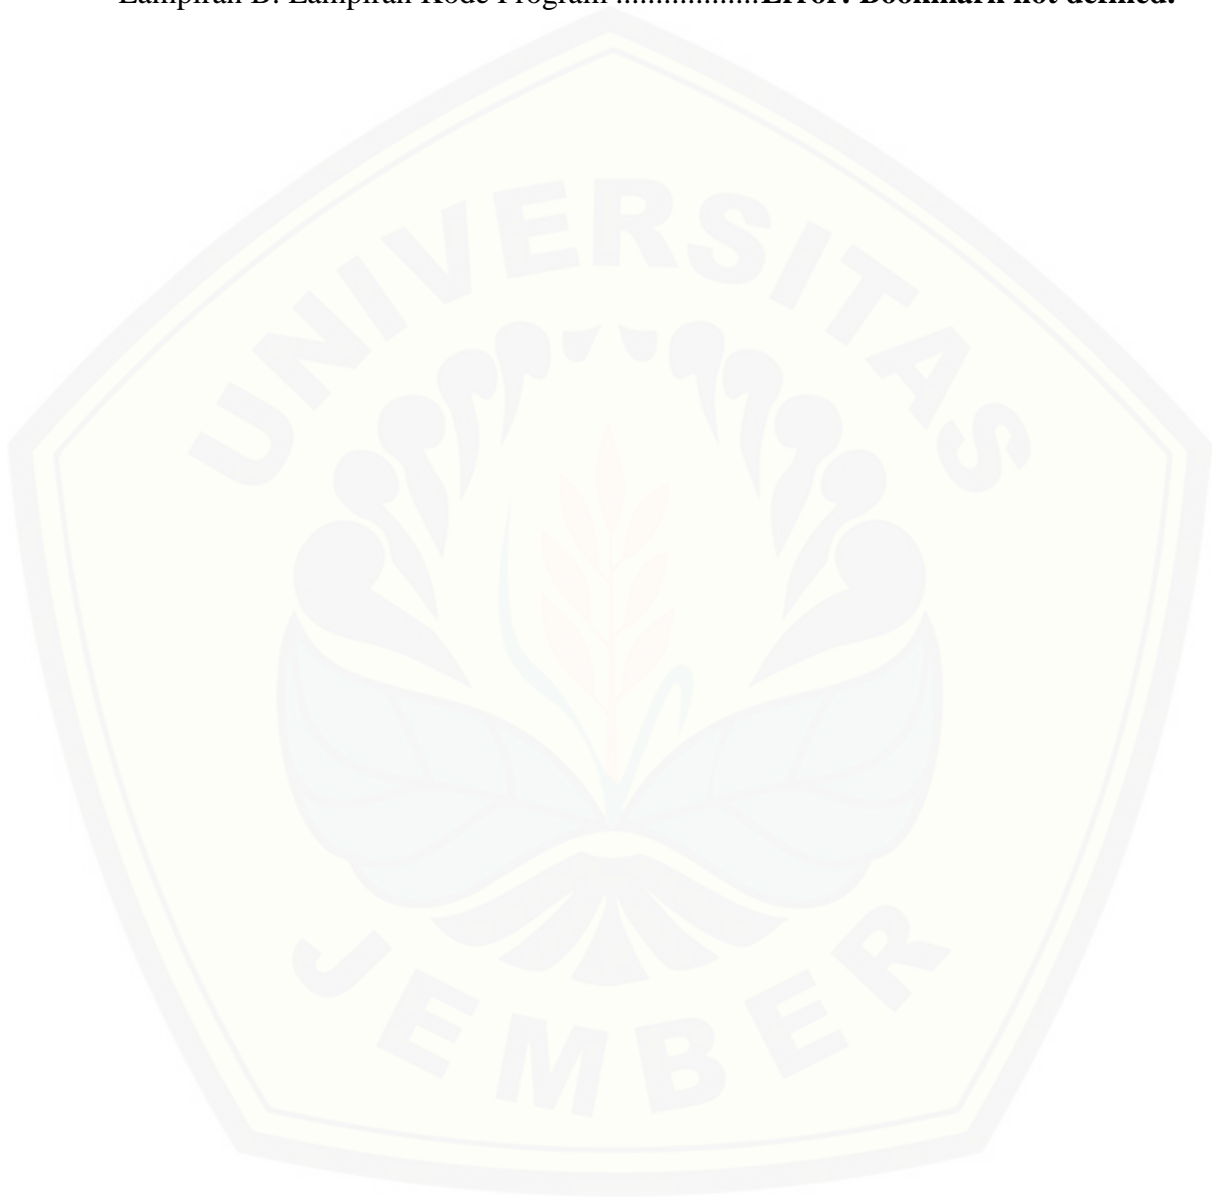 Lampiran D. Lampiran Kode Program ..................Error! Bookmark not defined.
UNIVERSITAS
JEMBER